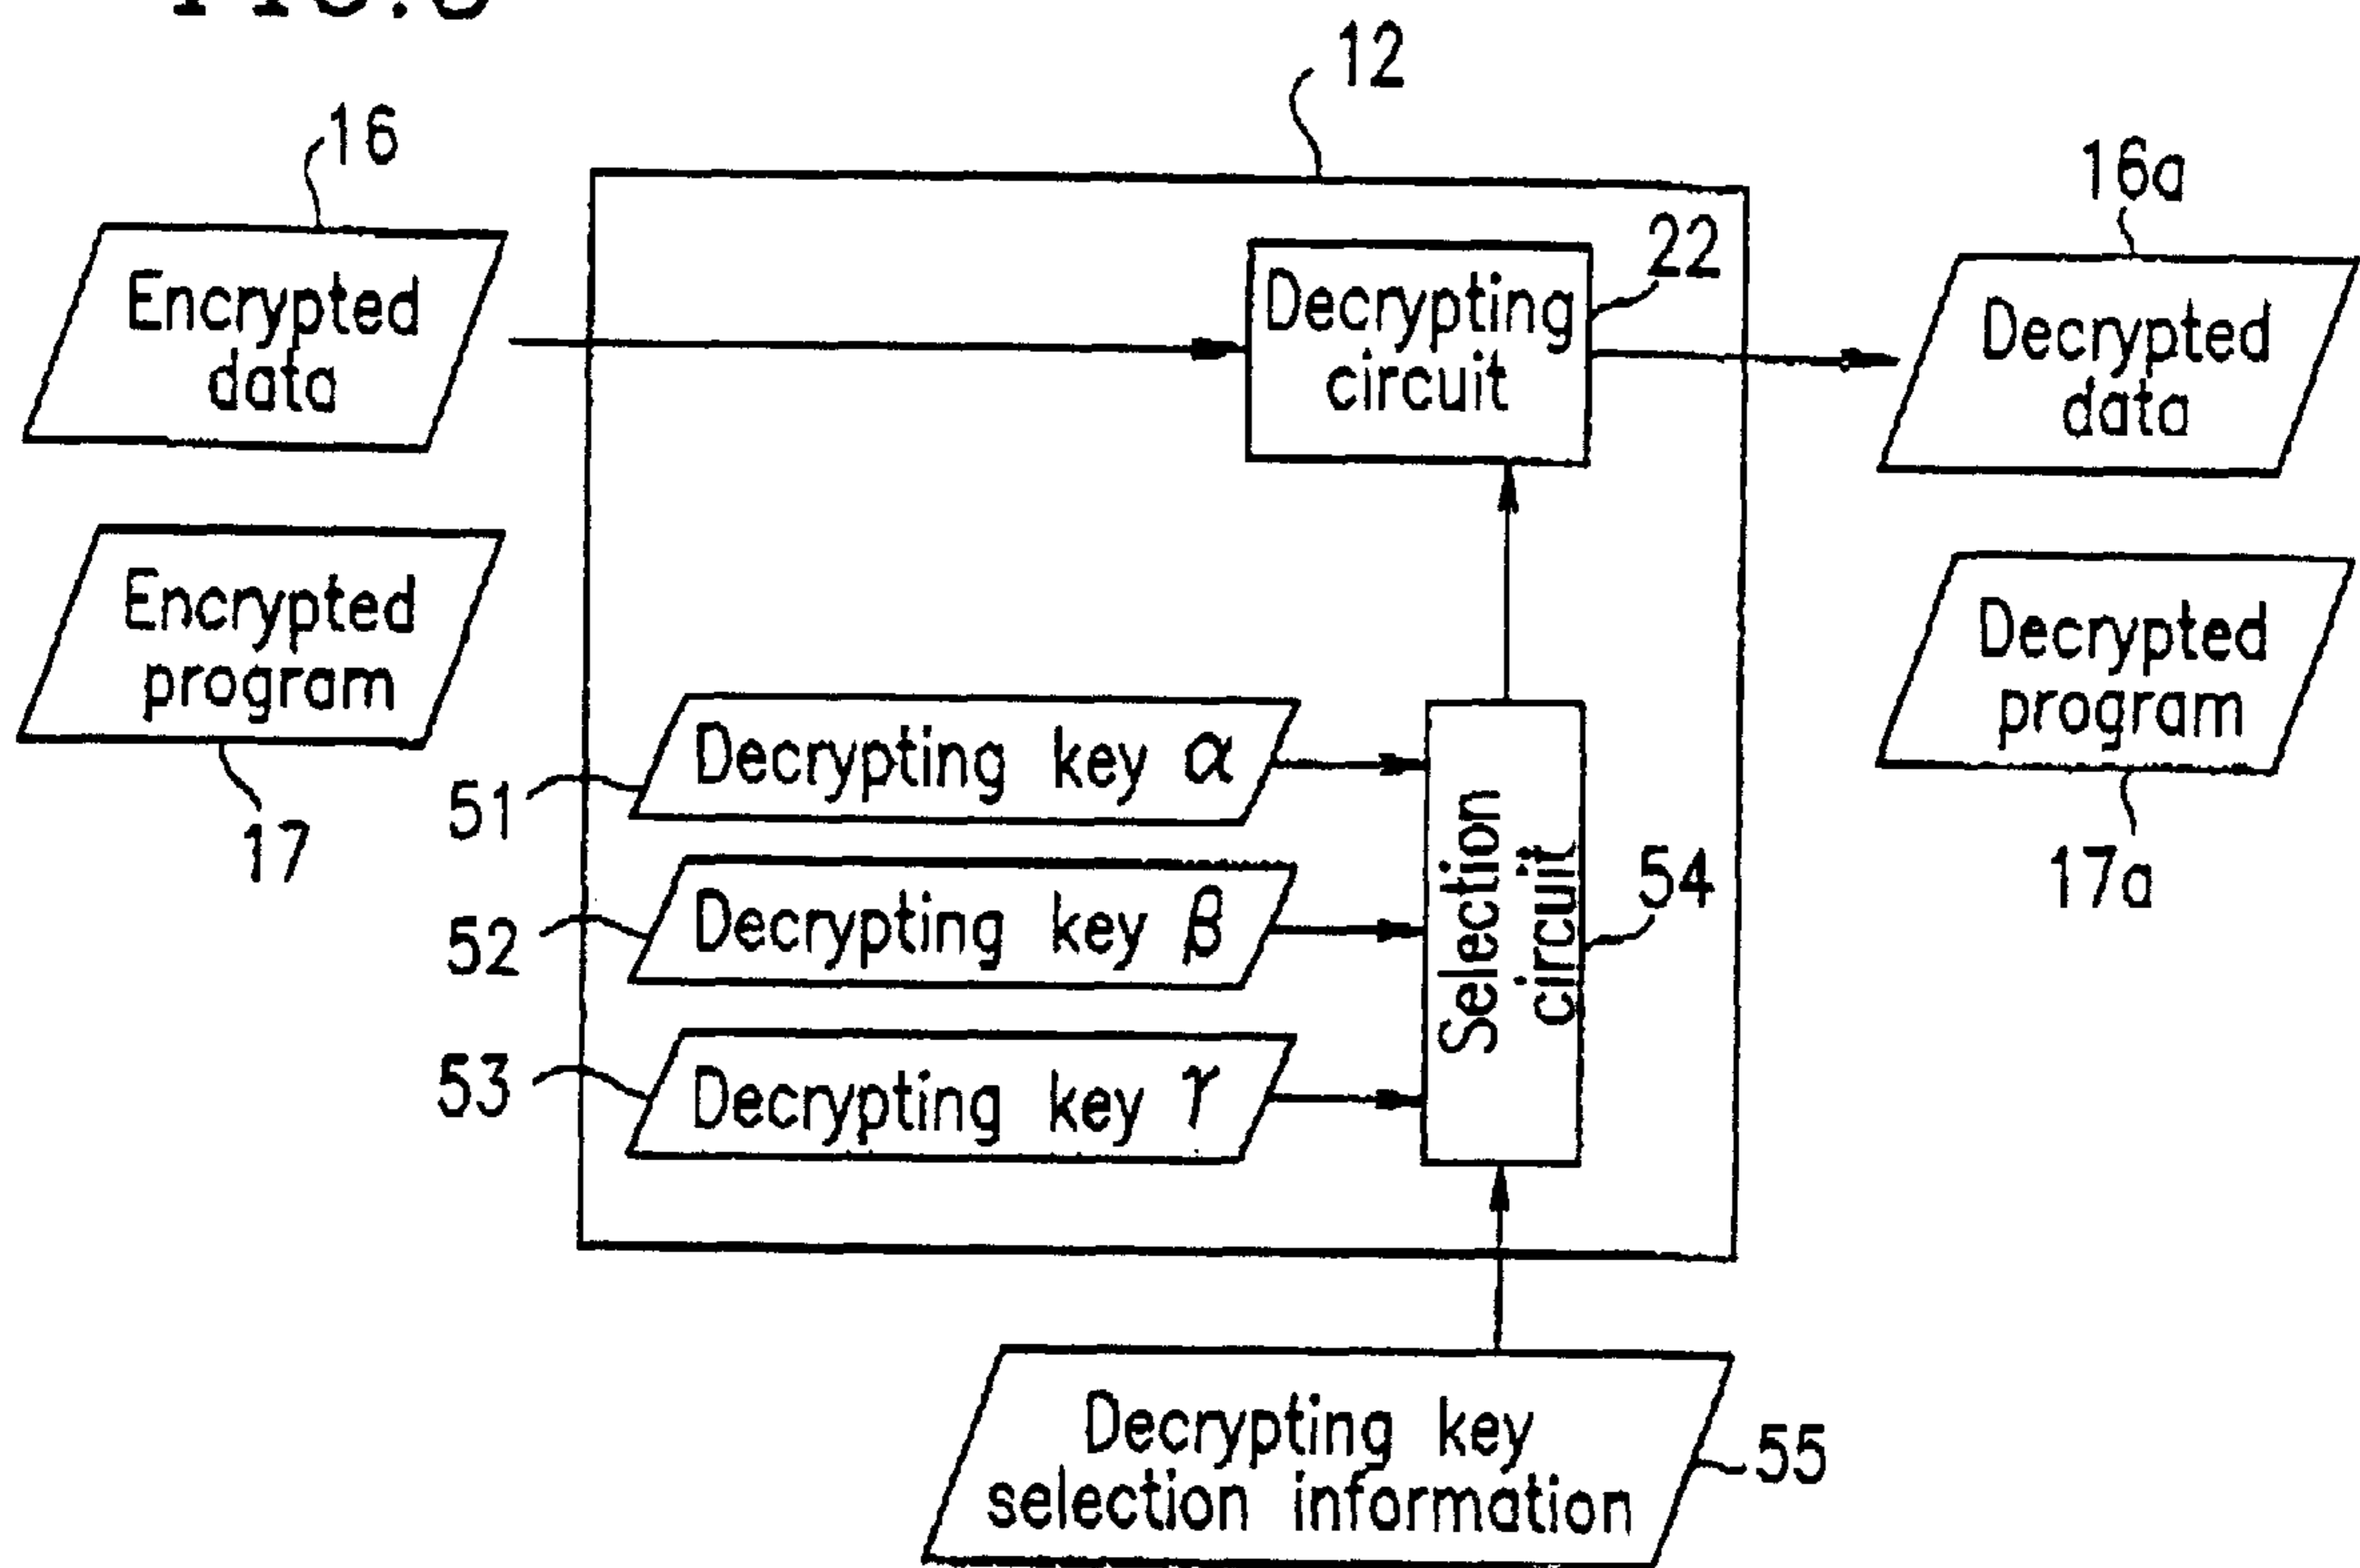 12
16
16a
22
Encrypted
data
Decrypting
circuit
Decrypted
data
Encrypted
program
Decrypted
program
17
17a
51
Decrypting key α
52
Decrypting key β
53
Decrypting key γ
Selection
circuit
54
Decrypting key
selection information
55